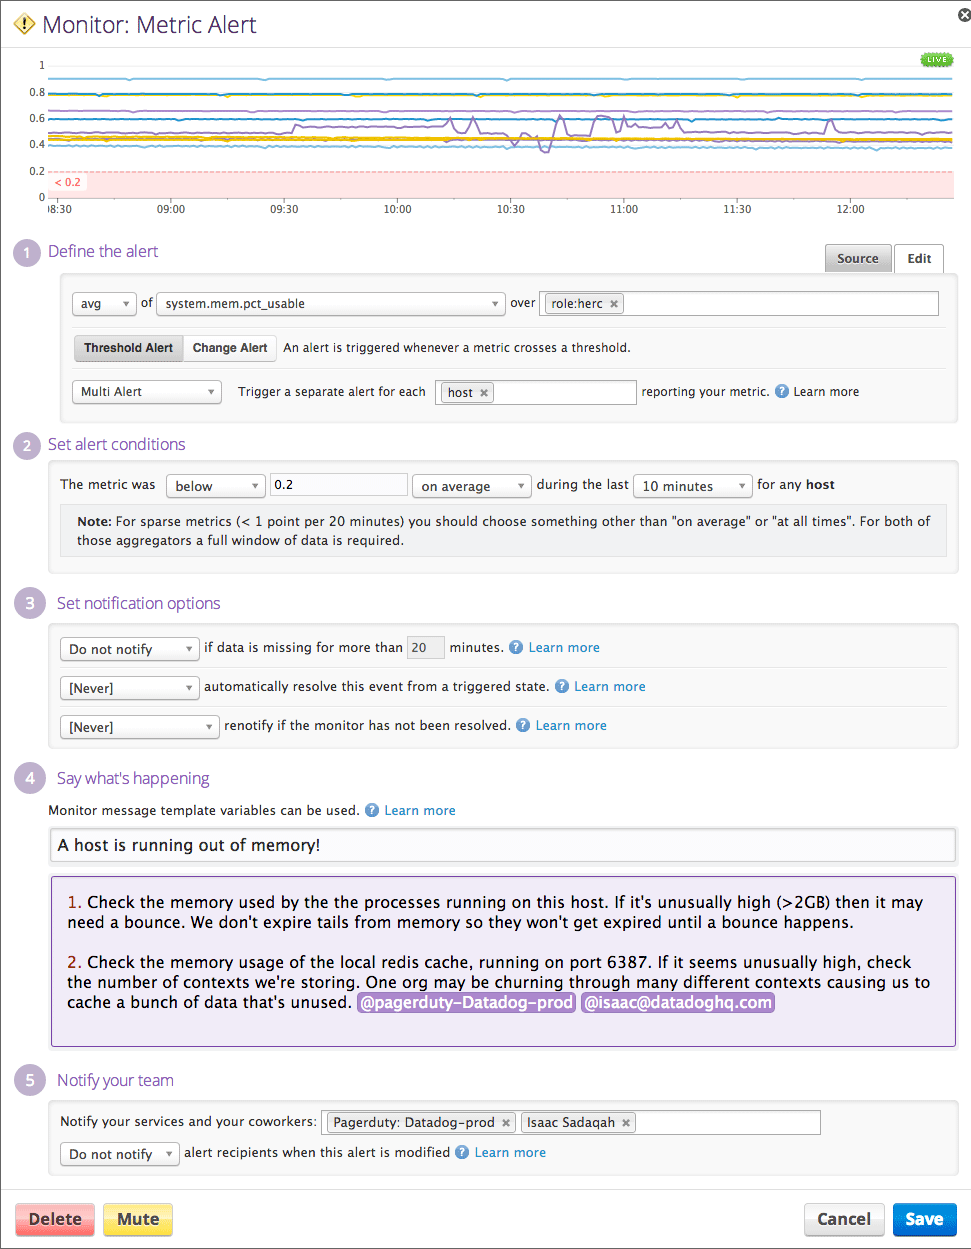 Monitor: Metric Alert
LIVE
1
0.8
0.6
0.4
0.2
0
< 0.2
08:30 09:00 09:30 10:00 10:30 11:00 11:30 12:00
1 Define the alert
Source Edit
avg of system.mem.pct_usable over role:herc
Threshold Alert Change Alert An alert is triggered whenever a metric crosses a threshold.
Multi Alert Trigger a separate alert for each host reporting your metric. ? Learn more
2 Set alert conditions
The metric was below 0.2 on average during the last 10 minutes for any host
Note: For sparse metrics (< 1 point per 20 minutes) you should choose something other than "on average" or "at all times". For both of
those aggregators a full window of data is required.
3 Set notification options
Do not notify if data is missing for more than 20 minutes. ? Learn more
[Never] automatically resolve this event from a triggered state. ? Learn more
[Never] renotify if the monitor has not been resolved. ? Learn more
4 Say what's happening
Monitor message template variables can be used. ? Learn more
A host is running out of memory!
1. Check the memory used by the the processes running on this host. If it's unusually high (>2GB) then it may
need a bounce. We don't expire tails from memory so they won't get expired until a bounce happens.
2. Check the memory usage of the local redis cache, running on port 6387. If it seems unusually high, check
the number of contexts we're storing. One org may be churning through many different contexts causing us to
cache a bunch of data that's unused. @pagerduty-Datadog-prod @isaac@datadoghq.com
5 Notify your team
Notify your services and your coworkers: Pagerduty: Datadog-prod Isaac Sadaqah
Do not notify alert recipients when this alert is modified ? Learn more
Delete Mute Cancel Save